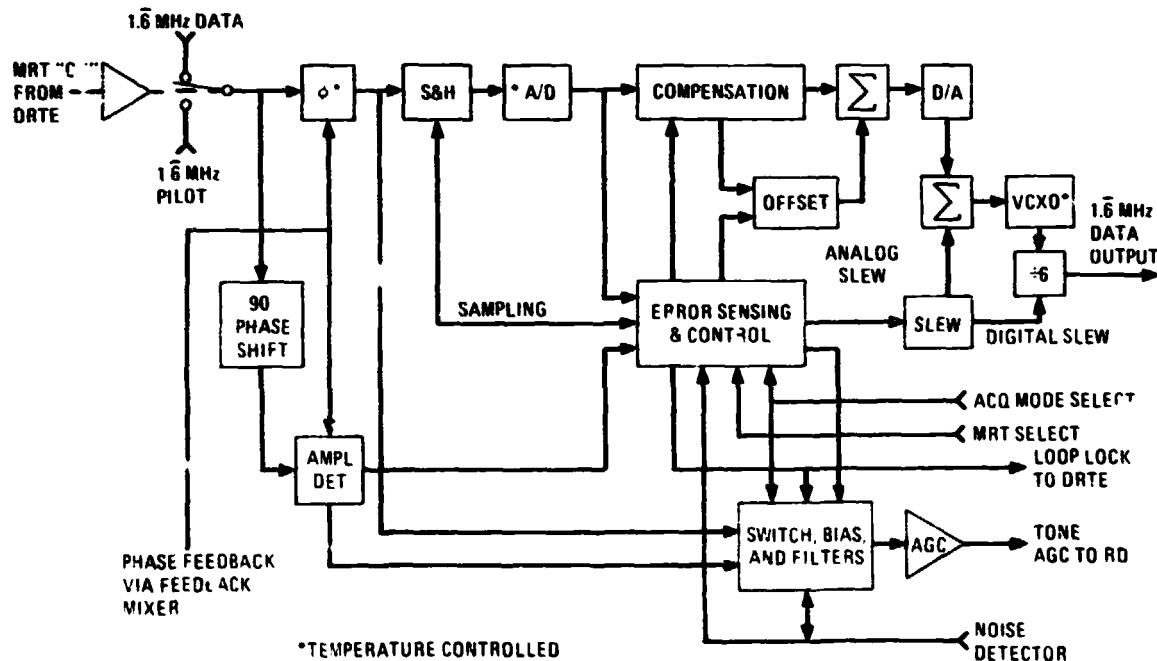 1.6̄ MHz DATA
MRT "C
FROM
DRTE
1.6̄ MHz
PILOT
ϕ*
S&H
* A/D
COMPENSATION
Σ
D/A
OFFSET
Σ
VCXO*
1.6̄ MHz
DATA
OUTPUT
÷6
ANALOG
SLEW
90
PHASE
SHIFT
SAMPLING
EPROR SENSING
& CONTROL
SLEW
DIGITAL SLEW
ACQ MODE SELECT
MRT SELECT
LOOP LOCK
TO DRTE
AMPL
DET
SWITCH, BIAS,
AND FILTERS
AGC
TONE
AGC TO RD
PHASE FEEDBACK
VIA FEEDBACK
MIXER
*TEMPERATURE CONTROLLED
NOISE
DETECTOR